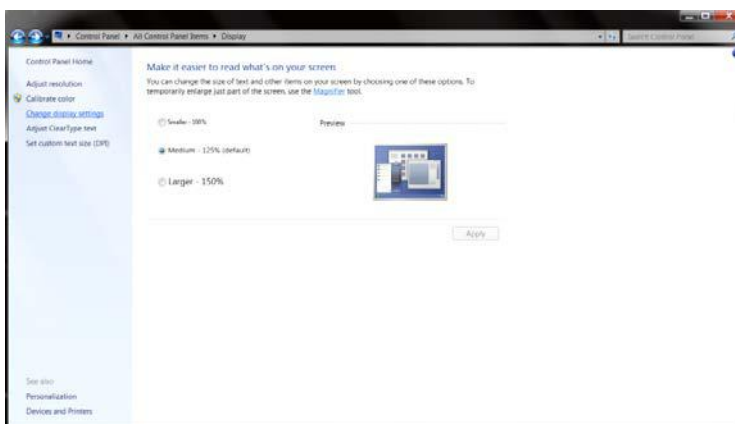 Control Panel ▸ All Control Panel Items ▸ Display
Search Control Panel
Control Panel Home
Adjust resolution
Calibrate color
Change display settings
Adjust ClearType text
Set custom text size (DPI)
See also
Personalization
Devices and Printers
Make it easier to read what's on your screen
You can change the size of text and other items on your screen by choosing one of these options. To
temporarily enlarge just part of the screen, use the Magnifier tool.
Smaller - 100%
Medium - 125% (default)
Larger - 150%
Preview
Apply